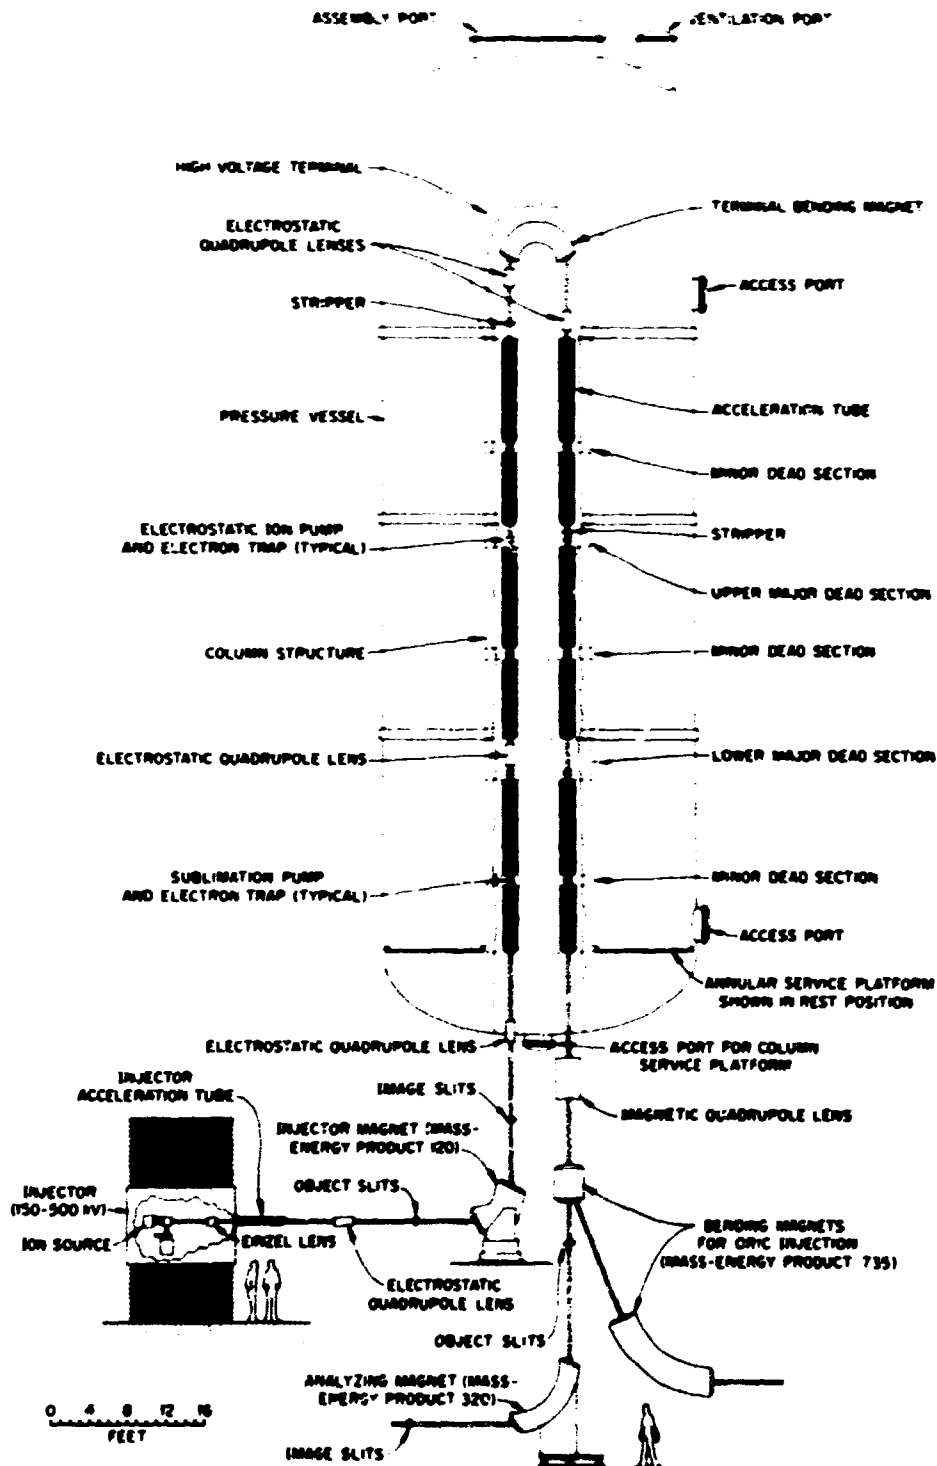 ASSEMBLY PORT
VENTILATION PORT
HIGH VOLTAGE TERMINAL
TERMINAL BENDING MAGNET
ELECTROSTATIC
QUADRUPOLE LENSES
ACCESS PORT
STRIPPER
PRESSURE VESSEL
ACCELERATION TUBE
MINOR DEAD SECTION
ELECTROSTATIC ION PUMP
AND ELECTRON TRAP (TYPICAL)
STRIPPER
UPPER MAJOR DEAD SECTION
COLUMN STRUCTURE
MINOR DEAD SECTION
ELECTROSTATIC QUADRUPOLE LENS
LOWER MAJOR DEAD SECTION
SUBLIMATION PUMP
AND ELECTRON TRAP (TYPICAL)
MINOR DEAD SECTION
ACCESS PORT
ANNULAR SERVICE PLATFORM
SHOWN IN REST POSITION
ELECTROSTATIC QUADRUPOLE LENS
ACCESS PORT FOR COLUMN
SERVICE PLATFORM
INJECTOR
ACCELERATION TUBE
IMAGE SLITS
MAGNETIC QUADRUPOLE LENS
INJECTOR MAGNET (MASS-
ENERGY PRODUCT 120)
OBJECT SLITS
INJECTOR
(150-500 kV)
ION SOURCE
EINZEL LENS
BENDING MAGNETS
FOR ORIC INJECTION
(MASS-ENERGY PRODUCT 735)
ELECTROSTATIC
QUADRUPOLE LENS
OBJECT SLITS
ANALYZING MAGNET (MASS-
ENERGY PRODUCT 320)
0 4 8 12 16
FEET
IMAGE SLITS